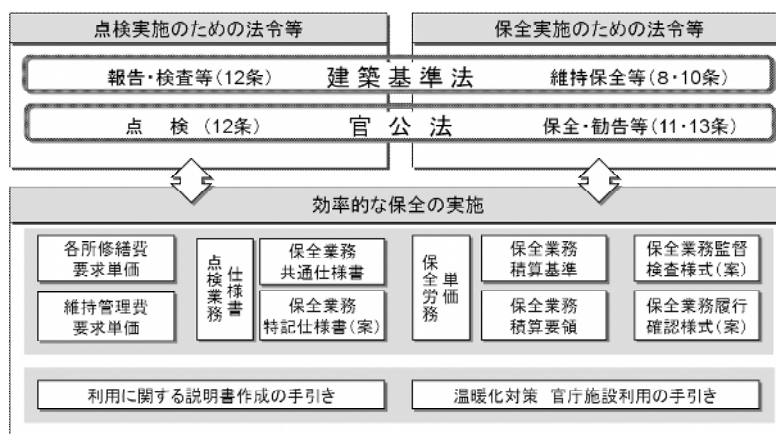 点検実施のための法令等
保全実施のための法令等
報告・検査等(12条) 建築基準法 維持保全等(8・10条)
点 検 (12条) 官公法 保全・勧告等(11・13条)
効率的な保全の実施
各所修繕費
要求単価
維持管理費
要求単価
点検業務
仕様書
保全業務
共通仕様書
保全業務
特記仕様書(案)
保全労務
単価
保全業務
積算基準
保全業務
積算要領
保全業務監督
検査様式(案)
保全業務履行
確認様式(案)
利用に関する説明書作成の手引き
温暖化対策 官庁施設利用の手引き